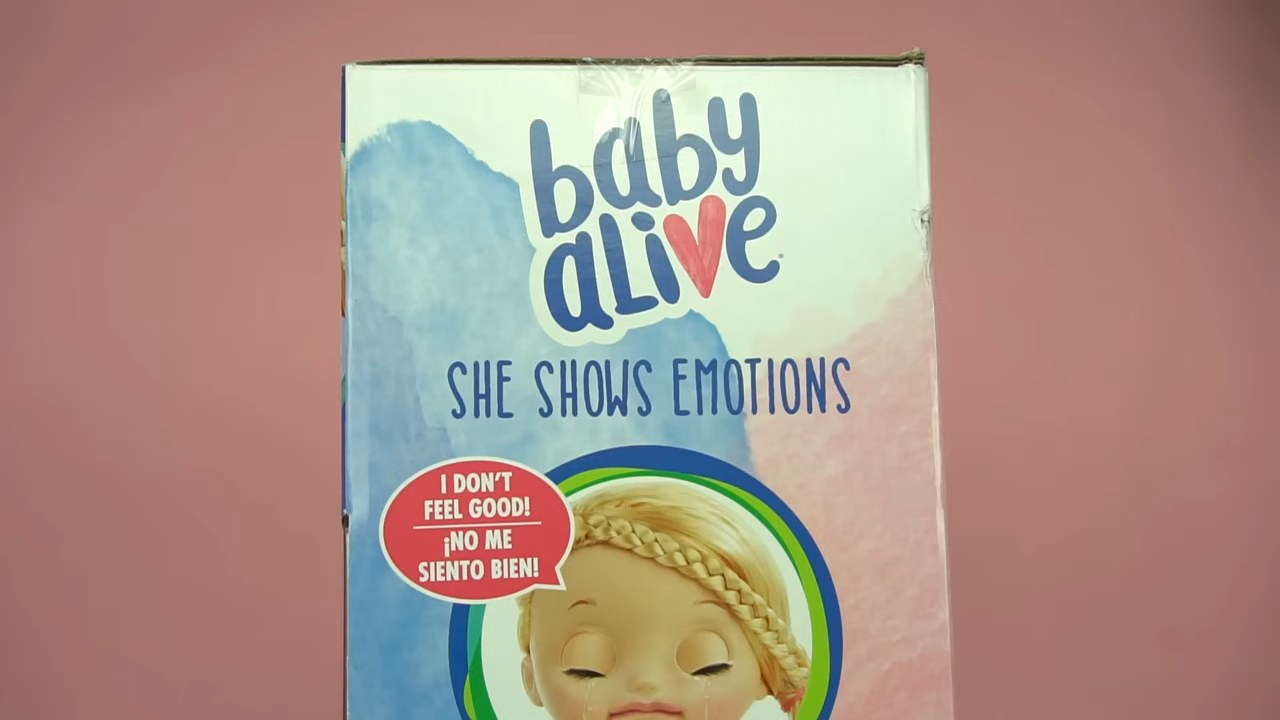 baby
aLive
SHE SHOWS EMOTIONS
I DON'T
FEEL GOOD!
¡NO ME
SIENTO BIEN!